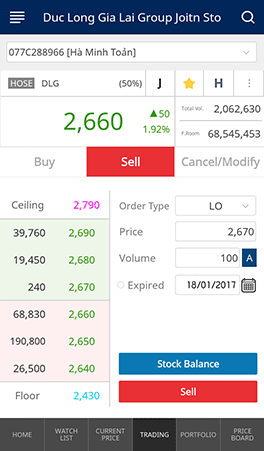 Duc Long Gia Lai Group Joitn Sto
077C288966 [Hà Minh Toản]
HOSE DLG (50%) J H
2,660 ▲50 1.92%
Total Vol. 2,062,630
F.Room 68,545,453
Buy Sell Cancel/Modify
Ceiling 2,790
39,760 2,690
19,450 2,680
240 2,670
68,830 2,660
190,800 2,650
26,500 2,640
Floor 2,430
Order Type LO
Price 2,670
Volume 100 A
Expired 18/01/2017
Stock Balance
Sell
HOME WATCH LIST CURRENT PRICE TRADING PORTFOLIO PRICE BOARD